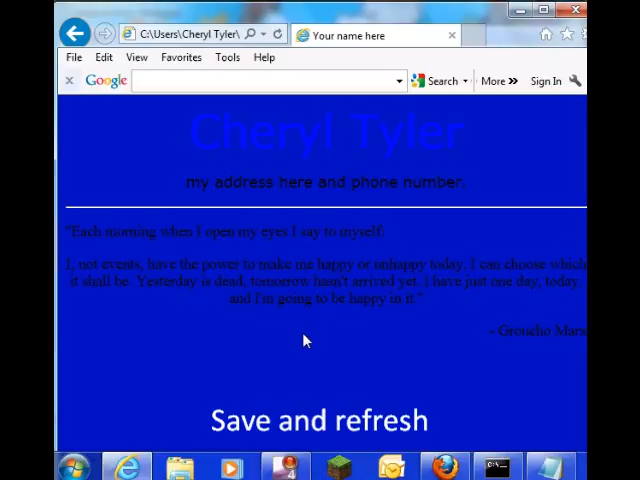 C:\Users\Cheryl Tyler\
Your name here
File Edit View Favorites Tools Help
Google Search More Sign In
Cheryl Tyler
my address here and phone number.
"Each morning when I open my eyes I say to myself:
I, not events, have the power to make me happy or unhappy today. I can choose which
it shall be. Yesterday is dead, tomorrow hasn't arrived yet. I have just one day, today,
and I'm going to be happy in it."
- Groucho Marx
Save and refresh